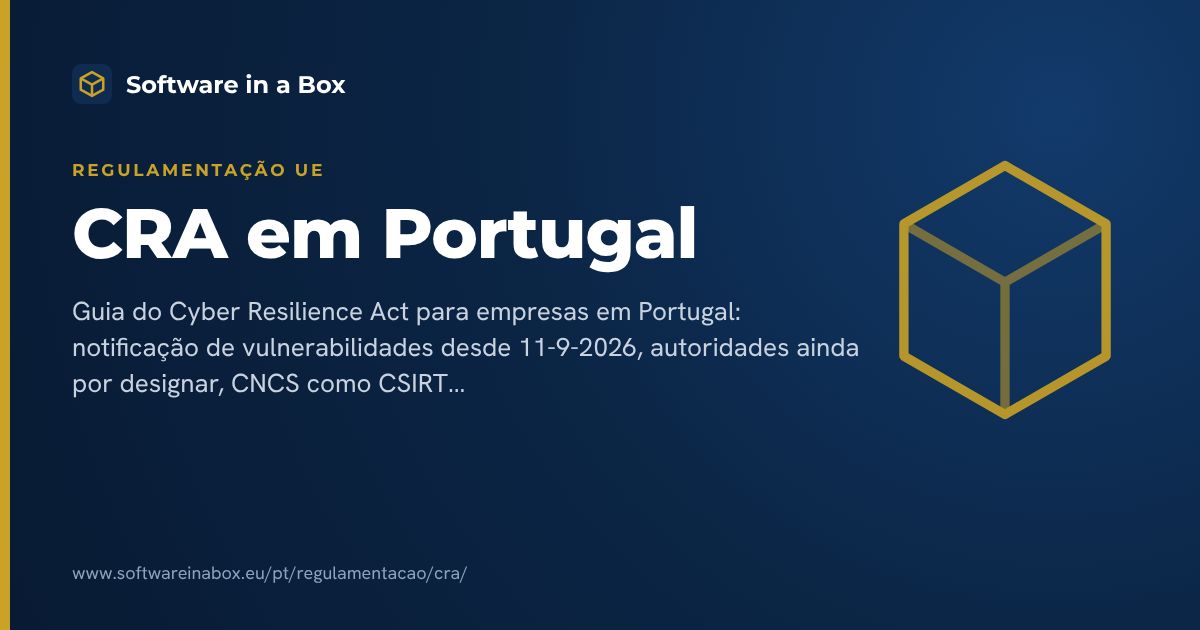 Software in a Box
REGULAMENTAÇÃO UE
CRA em Portugal
Guia do Cyber Resilience Act para empresas em Portugal:
notificação de vulnerabilidades desde 11-9-2026, autoridades ainda
por designar, CNCS como CSIRT...
www.softwareinabox.eu/pt/regulamentacao/cra/